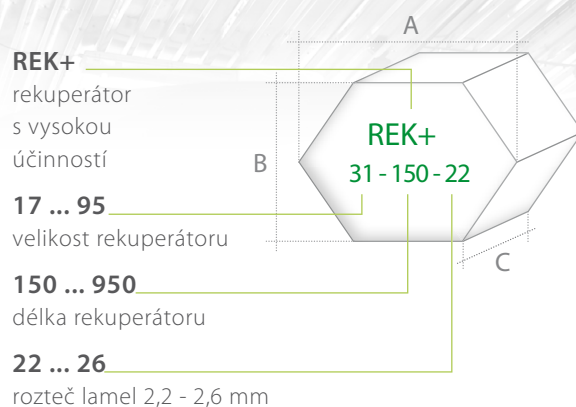 REK+
rekuperátor
s vysokou
účinností
17 ... 95
velikost rekuperátoru
150 ... 950
délka rekuperátoru
22 ... 26
rozteč lamel 2,2 - 2,6 mm
A
B
REK+
31 - 150 - 22
C